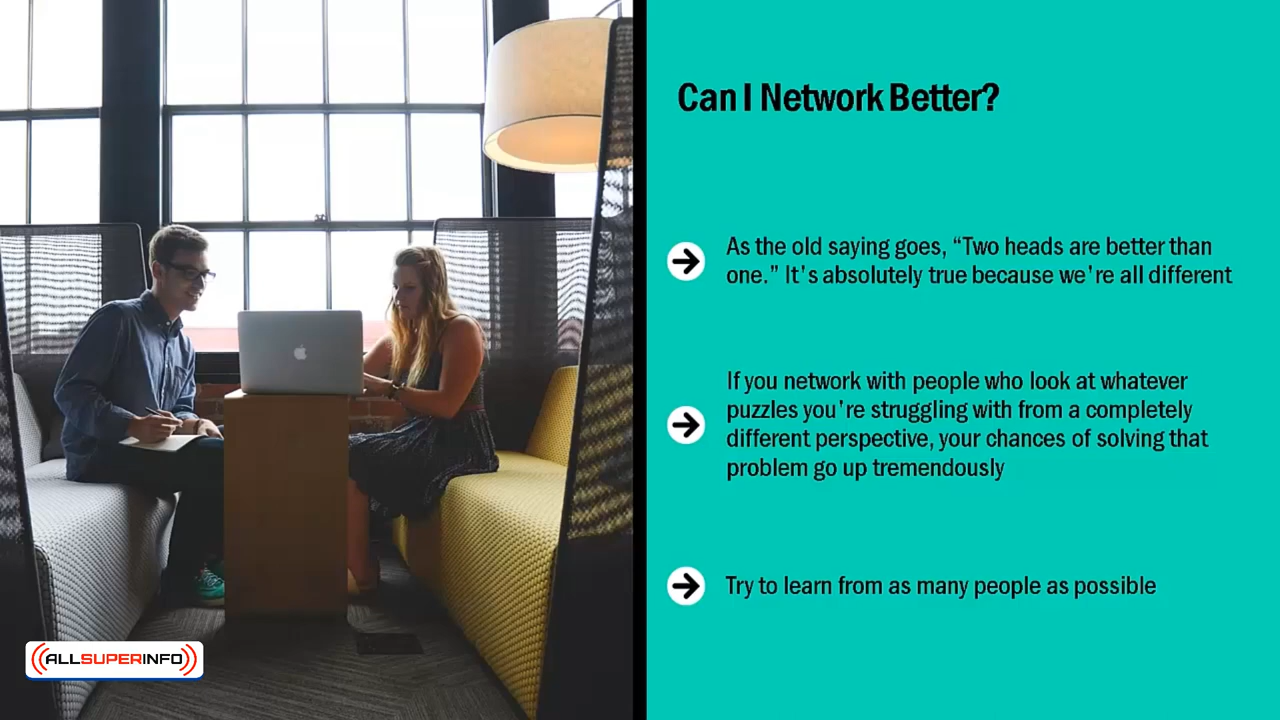 Can I Network Better?
As the old saying goes, “Two heads are better than
one.” It's absolutely true because we're all different
If you network with people who look at whatever
puzzles you're struggling with from a completely
different perspective, your chances of solving that
problem go up tremendously
Try to learn from as many people as possible
ALLSUPERINFO